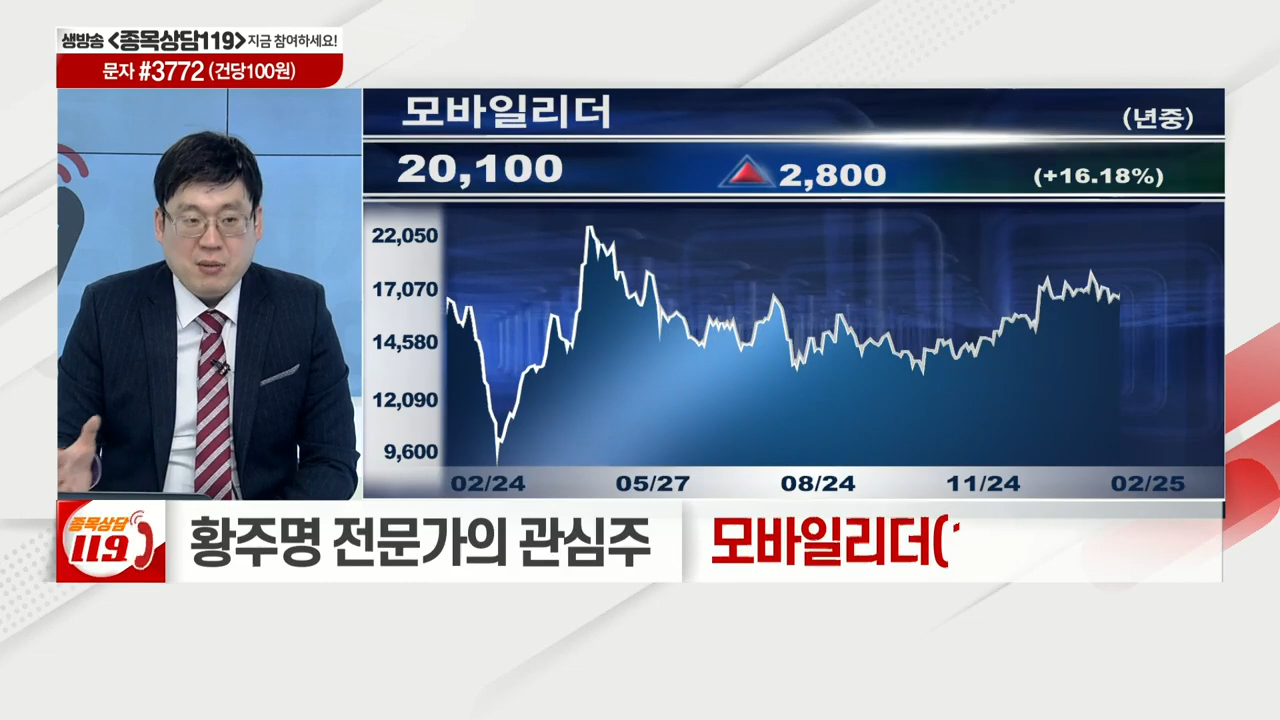 생방송 <종목상담119> 지금 참여하세요!
문자 #3772 (건당100원)
모바일리더 (년중)
20,100 2,800 (+16.18%)
22,050
17,070
14,580
12,090
9,600
02/24 05/27 08/24 11/24 02/25
종목상담
119
황주명 전문가의 관심주 모바일리더(